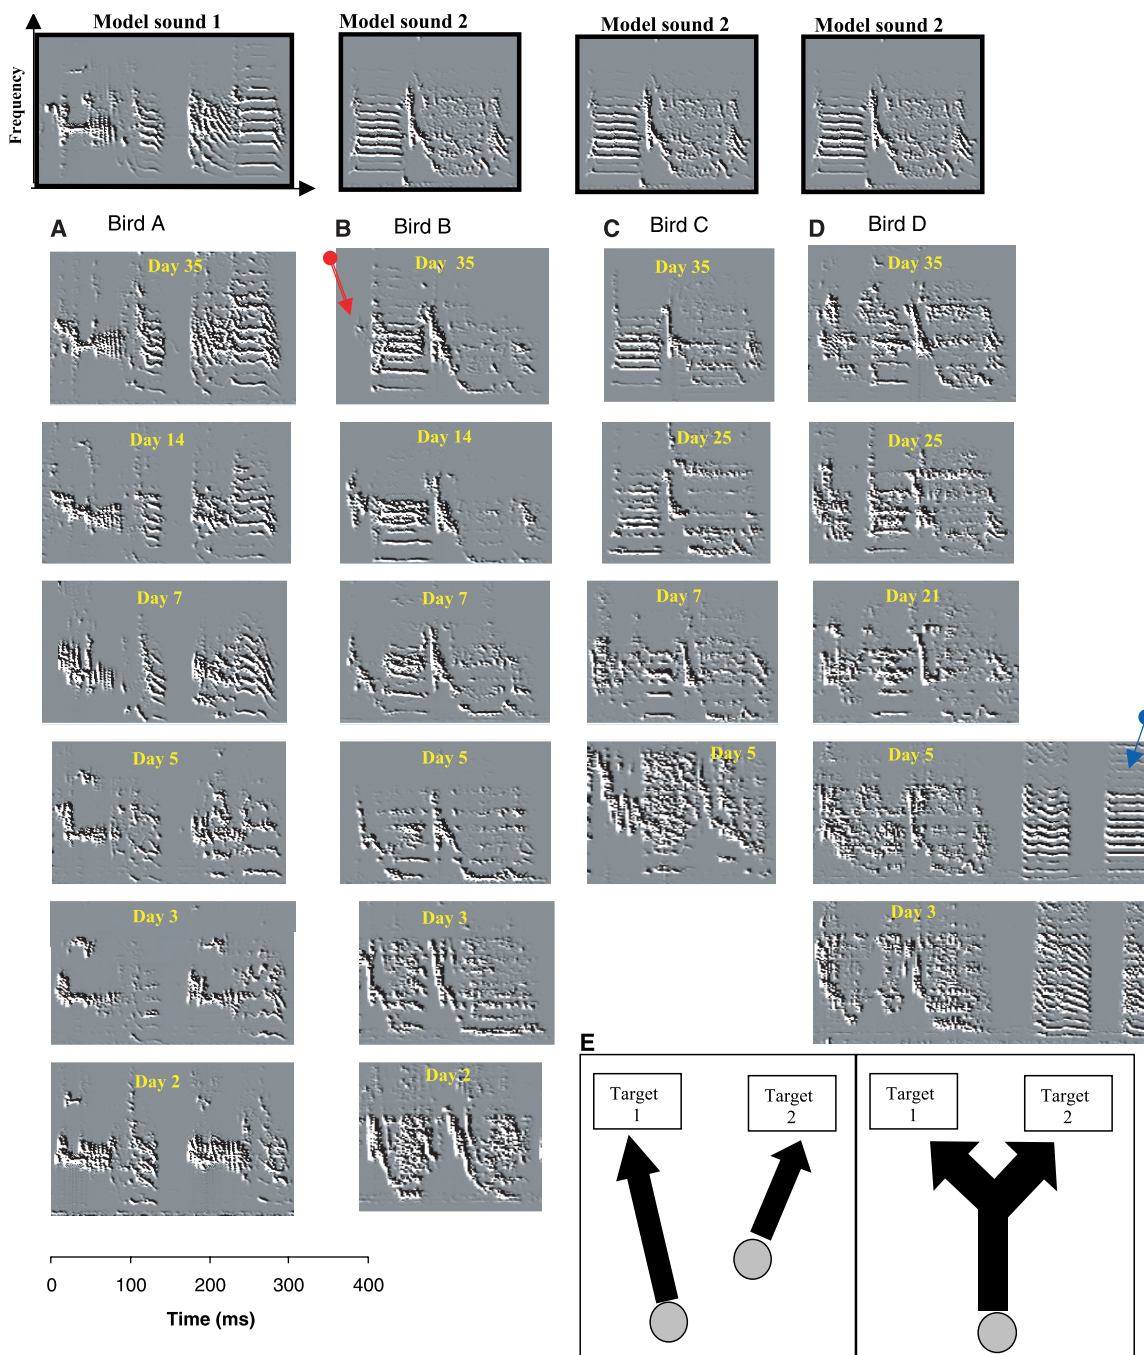 Model sound 1
Model sound 2
Model sound 2
Model sound 2
Frequency
A
Bird A
B
Bird B
C
Bird C
D
Bird D
Day 35
Day 35
Day 35
Day 35
Day 14
Day 14
Day 25
Day 25
Day 7
Day 7
Day 7
Day 21
Day 5
Day 5
Day 5
Day 5
Day 3
Day 3
Day 3
Day 2
Day 2
E
Target
1
Target
2
Target
1
Target
2
0 100 200 300 400
Time (ms)